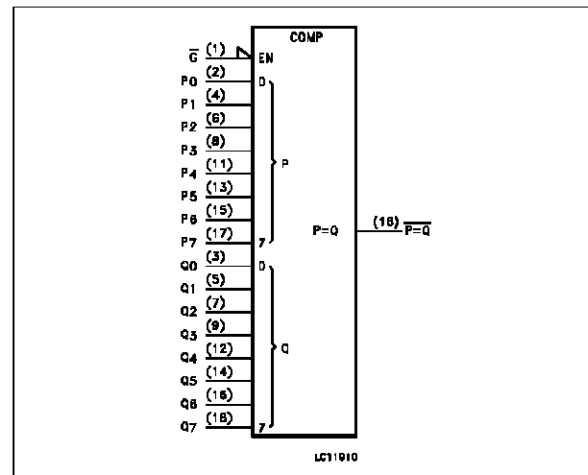 COMP
G (1) EN
P0 (2) 0
P1 (4)
P2 (6)
P3 (8)
P4 (11) P
P5 (13)
P6 (15)
P7 (17) 7
P=Q P=Q
Q0 (3) 0
Q1 (5)
Q2 (7)
Q3 (9)
Q4 (12) Q
Q5 (14)
Q6 (16)
Q7 (18) 7
LC11910